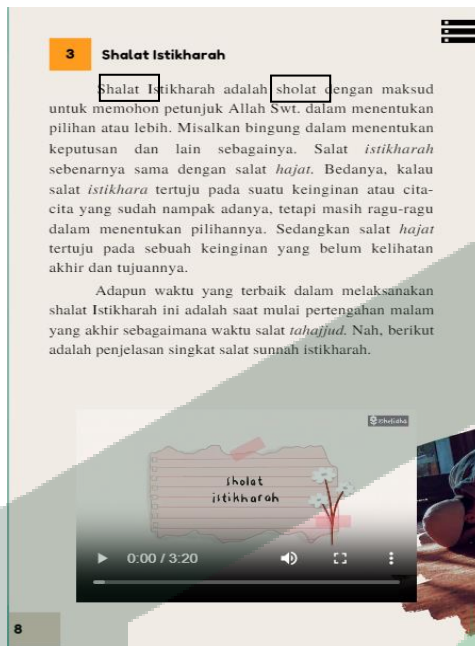 3 Shalat Istikharah
Shalat Istikharah adalah sholat dengan maksud
untuk memohon petunjuk Allah Swt. dalam menentukan
pilihan atau lebih. Misalkan bingung dalam menentukan
keputusan dan lain sebagainya. Salat istikharah
sebenarnya sama dengan salat hajat. Bedanya, kalau
salat istikhara tertuju pada suatu keinginan atau cita-
cita yang sudah nampak adanya, tetapi masih ragu-ragu
dalam menentukan pilihannya. Sedangkan salat hajat
tertuju pada sebuah keinginan yang belum kelihatan
akhir dan tujuannya.
Adapun waktu yang terbaik dalam melaksanakan
shalat Istikharah ini adalah saat mulai pertengahan malam
yang akhir sebagaimana waktu salat tahajjud. Nah, berikut
adalah penjelasan singkat salat sunnah istikharah.
Sholat
istikharah
0:00 / 3:20
8